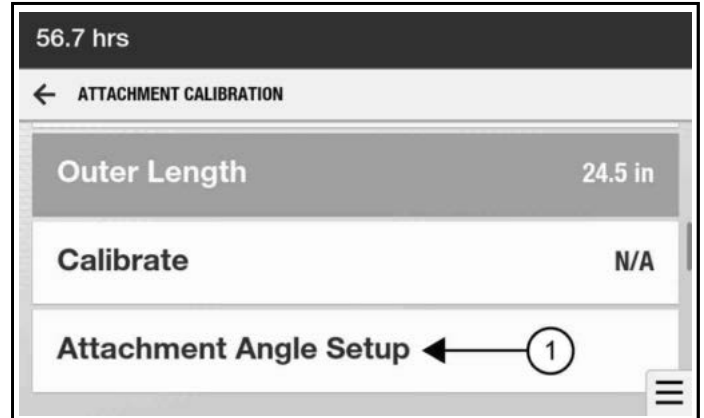 56.7 hrs
← ATTACHMENT CALIBRATION
Outer Length 24.5 in
Calibrate N/A
Attachment Angle Setup 1